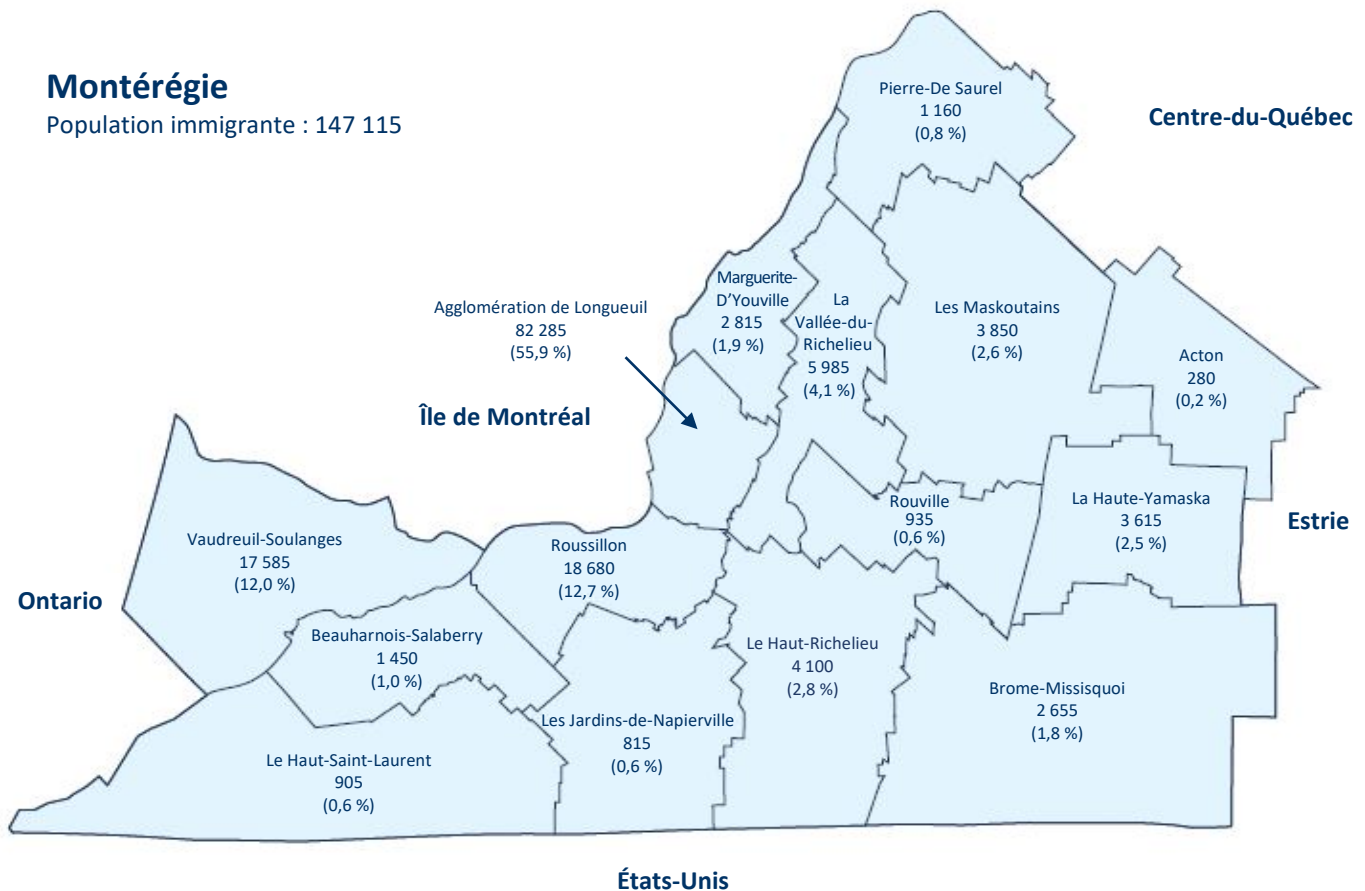 Montérégie
Population immigrante : 147 115
Pierre-De Saurel
1 160
(0,8 %)
Centre-du-Québec
Marguerite-
D'Youville
2 815
(1,9 %)
La
Vallée-du-
Richelieu
5 985
(4,1 %)
Les Maskoutains
3 850
(2,6 %)
Agglomération de Longueuil
82 285
(55,9 %)
Acton
280
(0,2 %)
Île de Montréal
Rouville
935
(0,6 %)
La Haute-Yamaska
3 615
(2,5 %)
Estrie
Vaudreuil-Soulanges
17 585
(12,0 %)
Roussillon
18 680
(12,7 %)
Ontario
Beauharnois-Salaberry
1 450
(1,0 %)
Le Haut-Richelieu
4 100
(2,8 %)
Brome-Missisquoi
2 655
(1,8 %)
Les Jardins-de-Napierville
815
(0,6 %)
Le Haut-Saint-Laurent
905
(0,6 %)
États-Unis